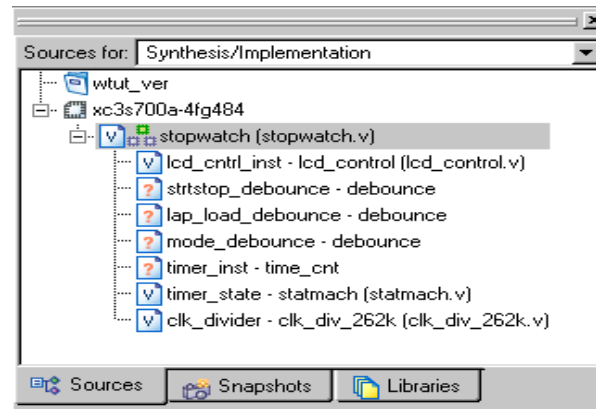 Sources for: Synthesis/Implementation
wtut_ver
xc3s700a-4fg484
stopwatch (stopwatch.v)
lcd_cntrl_inst - lcd_control (lcd_control.v)
strtstop_debounce - debounce
lap_load_debounce - debounce
mode_debounce - debounce
timer_inst - time_cnt
timer_state - statmach (statmach.v)
clk_divider - clk_div_262k (clk_div_262k.v)
Sources Snapshots Libraries